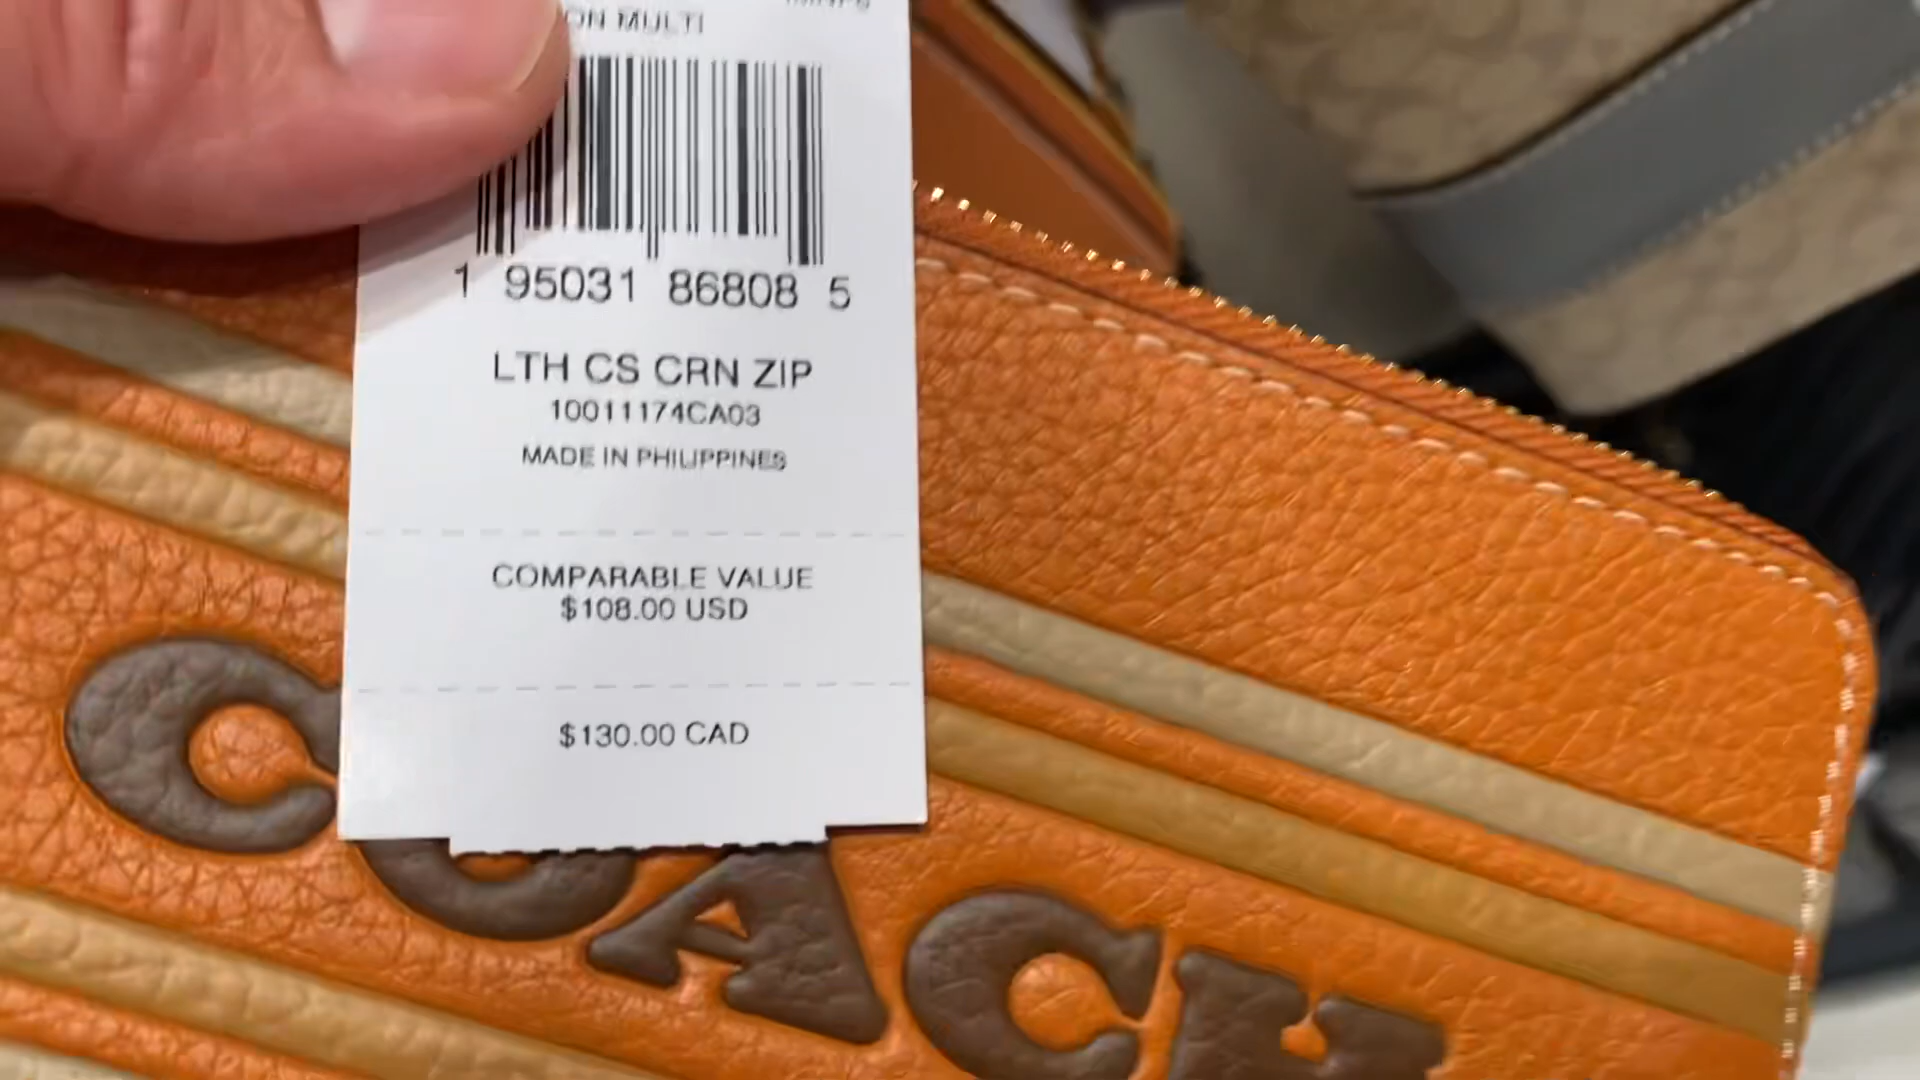 ON MULTI
1 95031 86808 5
LTH CS CRN ZIP
10011174CA03
MADE IN PHILIPPINES
COMPARABLE VALUE
$108.00 USD
$130.00 CAD
COACH